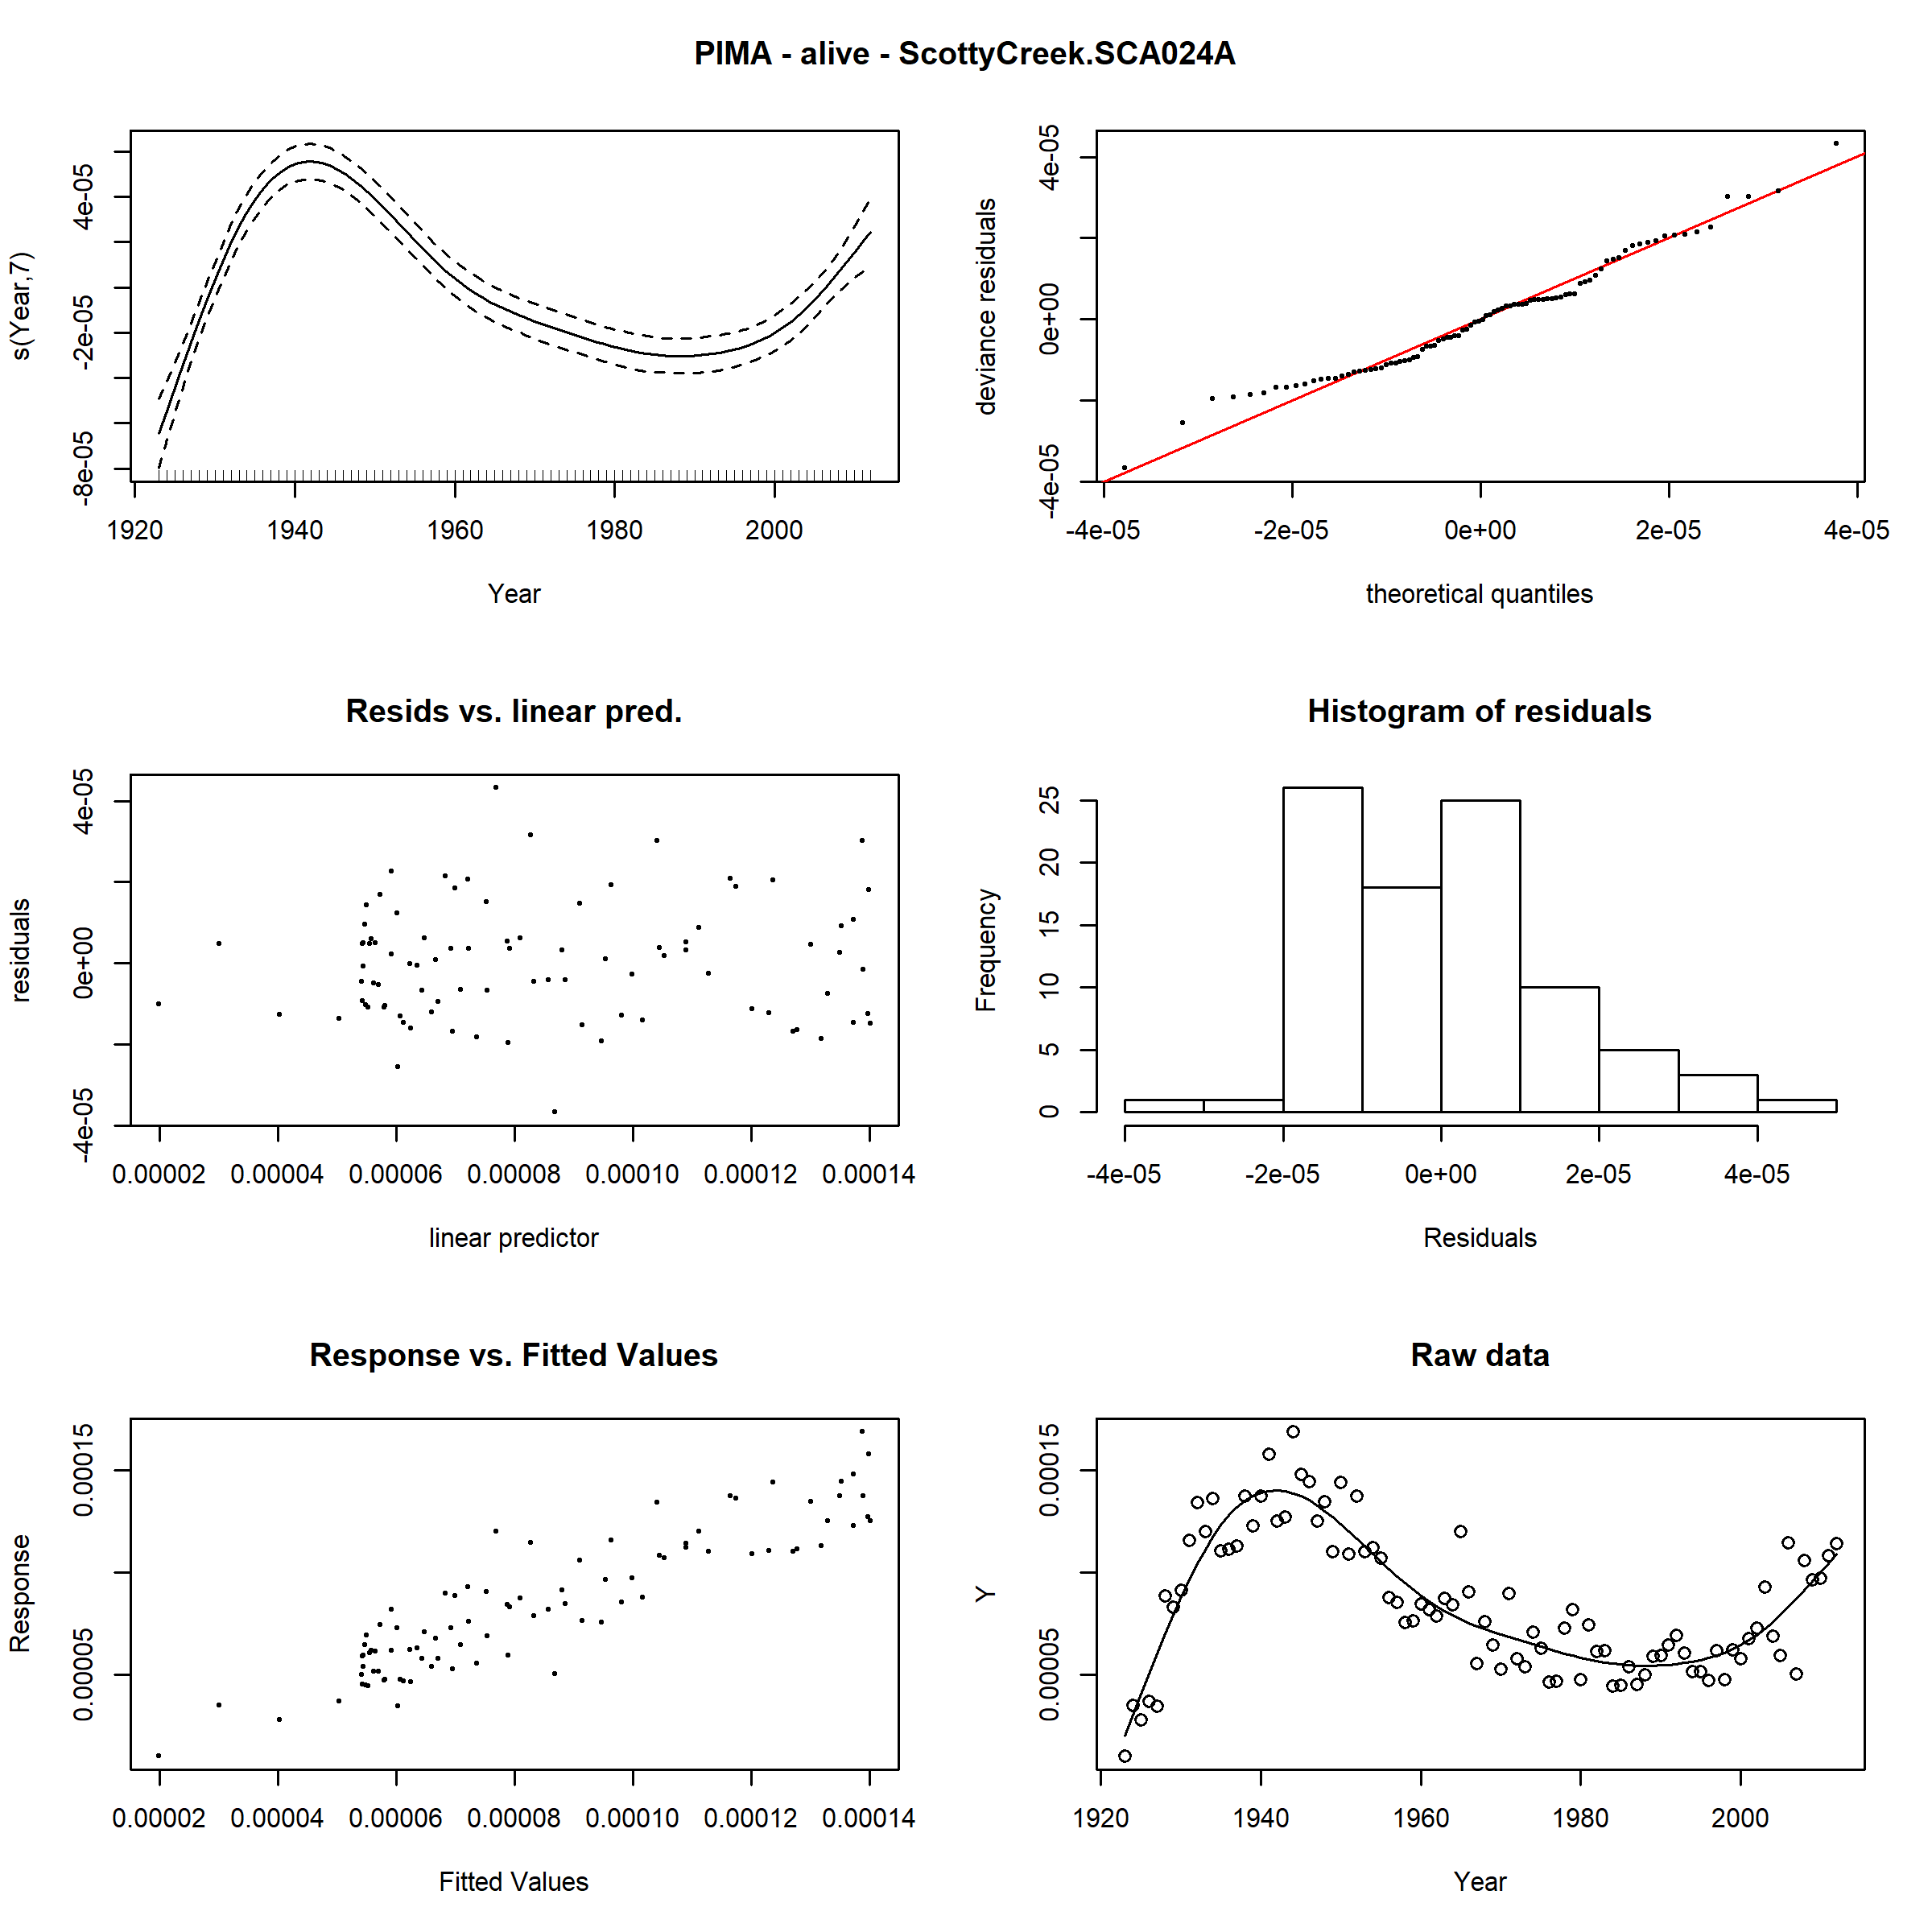 PIMA - alive - ScottyCreek.SCA024A
s(Year,7)
4e-05
-2e-05
-8e-05
1920 1940 1960 1980 2000
Year
deviance residuals
4e-05
0e+00
-4e-05
-4e-05 -2e-05 0e+00 2e-05 4e-05
theoretical quantiles
Resids vs. linear pred.
residuals
4e-05
0e+00
-4e-05
0.00002 0.00004 0.00006 0.00008 0.00010 0.00012 0.00014
linear predictor
Histogram of residuals
Frequency
25
20
15
10
5
0
-4e-05 -2e-05 0e+00 2e-05 4e-05
Residuals
Response vs. Fitted Values
Response
0.00015
0.00005
0.00002 0.00004 0.00006 0.00008 0.00010 0.00012 0.00014
Fitted Values
Raw data
Y
0.00015
0.00005
1920 1940 1960 1980 2000
Year